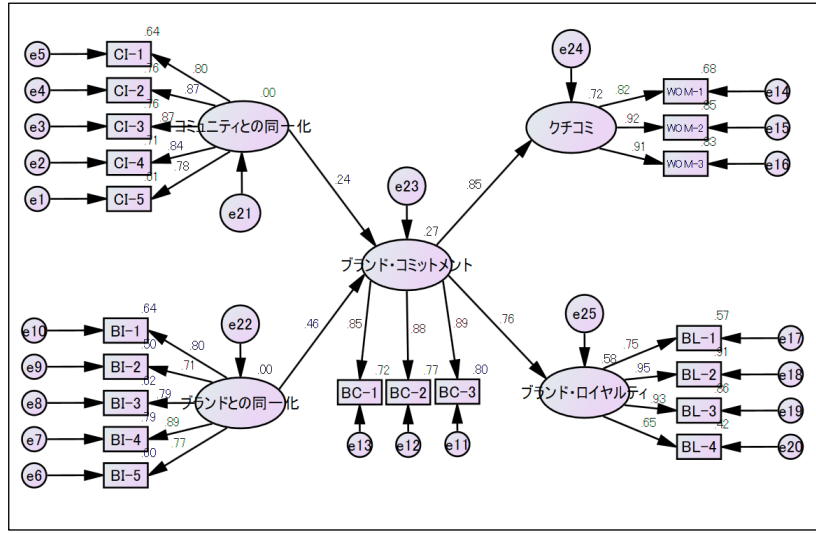 e5
CI-1
.64
.80
e4
CI-2
.76
.87
e3
CI-3
.76
.87
コミュニティとの同一化
.00
e2
CI-4
.71
.84
e1
CI-5
.61
.78
e21
e24
.72
クチコミ
.82
WOM-1
.68
e14
.92
WOM-2
.85
e15
.91
WOM-3
.83
e16
.24
e23
.85
.27
ブランド・コミットメント
.46
.76
.85
.88
.89
BC-1
.72
BC-2
.77
BC-3
.80
e13
e12
e11
e10
BI-1
.64
.80
e22
e9
BI-2
.50
.71
e8
BI-3
.62
.79
ブランドとの同一化
.00
e7
BI-4
.79
.89
e6
BI-5
.60
.77
e25
.58
ブランド・ロイヤルティ
.75
BL-1
.57
e17
.95
BL-2
.91
e18
.93
BL-3
.86
e19
.65
BL-4
.42
e20